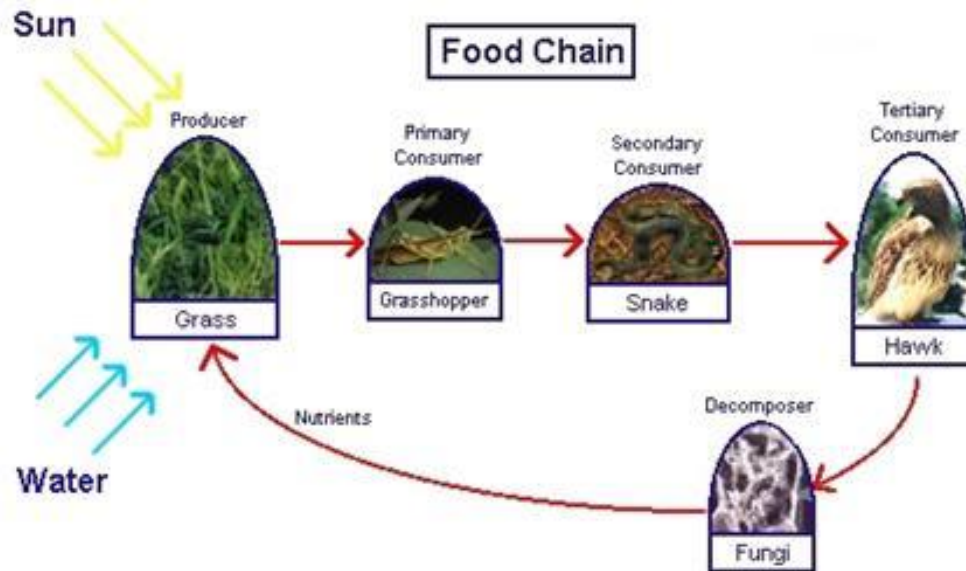 Sun
Food Chain
Producer
Primary
Consumer
Secondary
Consumer
Tertiary
Consumer
Grass
Grasshopper
Snake
Hawk
Nutrients
Decomposer
Water
Fungi